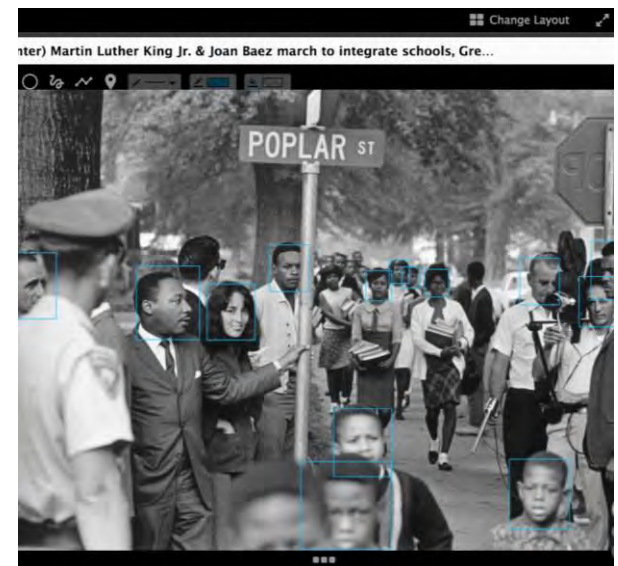 Change Layout
nter) Martin Luther King Jr. & Joan Baez march to integrate schools, Gre...
POPLAR ST